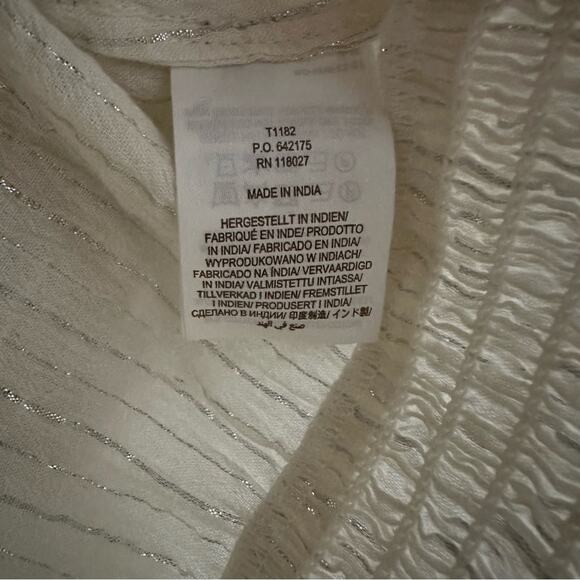 T1182
P.O. 642175
RN 118027
MADE IN INDIA
HERGESTELLT IN INDIEN/
FABRIQUÉ EN INDE/ PRODOTTO
IN INDIA/ FABRICADO EN INDIA/
WYPRODUKOWANO W INDIACH/
FABRICADO NA ÍNDIA/ VERVAARDIGD
IN INDIA/ VALMISTETTU INTIASSA/
TILLVERKAD I INDIEN/ FREMSTILLET
I INDIEN/ PRODUSERT I INDIA/
СДЕЛАНО В ИНДИИ/ 印度制造/ インド製/
صنع في الهند